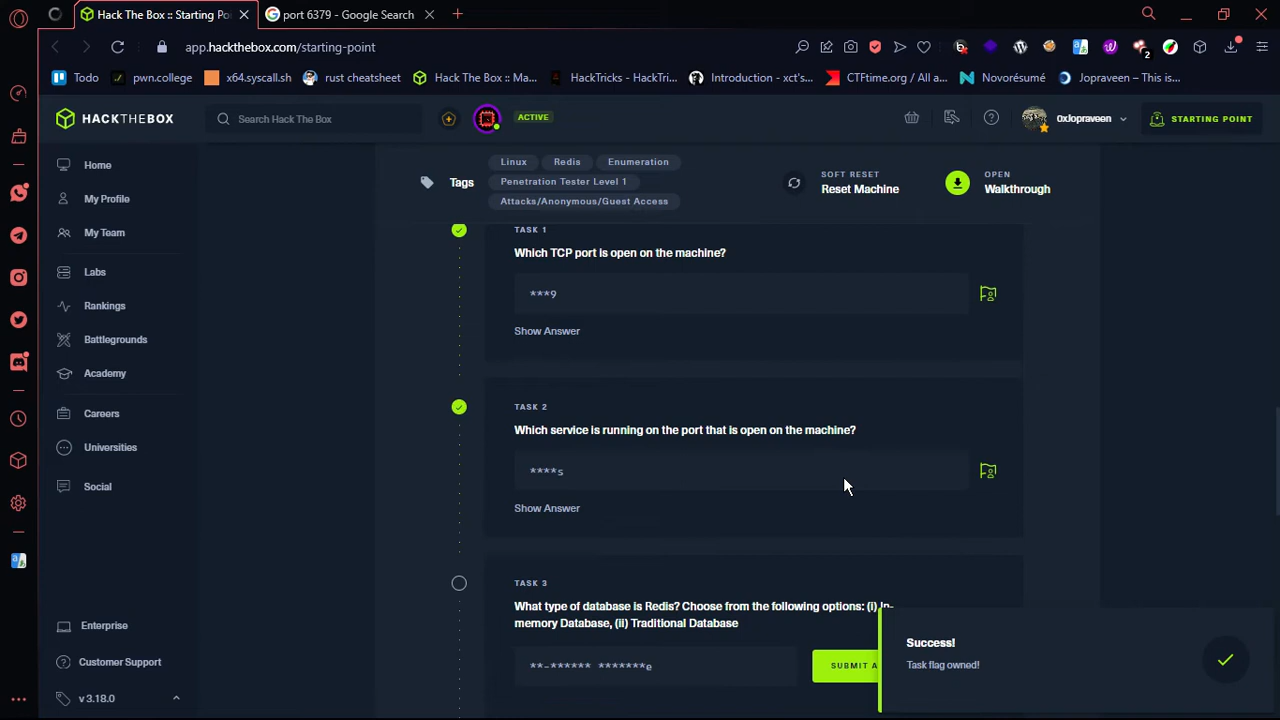 Hack The Box :: Starting Po
port 6379 - Google Search
app.hackthebox.com/starting-point
2
Todo
pwn.college
x64.syscall.sh
rust cheatsheet
Hack The Box :: Ma...
HackTricks - HackTri...
Introduction - xct's...
CTFtime.org / All a...
Novorésumé
Jopraveen – This is...
HACKTHEBOX
Search Hack The Box
ACTIVE
0xJopraveen
STARTING POINT
Home
My Profile
My Team
Labs
Rankings
Battlegrounds
Academy
Careers
Universities
Social
Enterprise
Customer Support
v 3.18.0
Tags
Linux
Redis
Enumeration
Penetration Tester Level 1
Attacks/Anonymous/Guest Access
SOFT RESET
Reset Machine
OPEN
Walkthrough
TASK 1
Which TCP port is open on the machine?
***9
Show Answer
TASK 2
Which service is running on the port that is open on the machine?
****s
Show Answer
TASK 3
What type of database is Redis? Choose from the following options: (i) In-
memory Database, (ii) Traditional Database
**-****** *******e
SUBMIT A
Success!
Task flag owned!